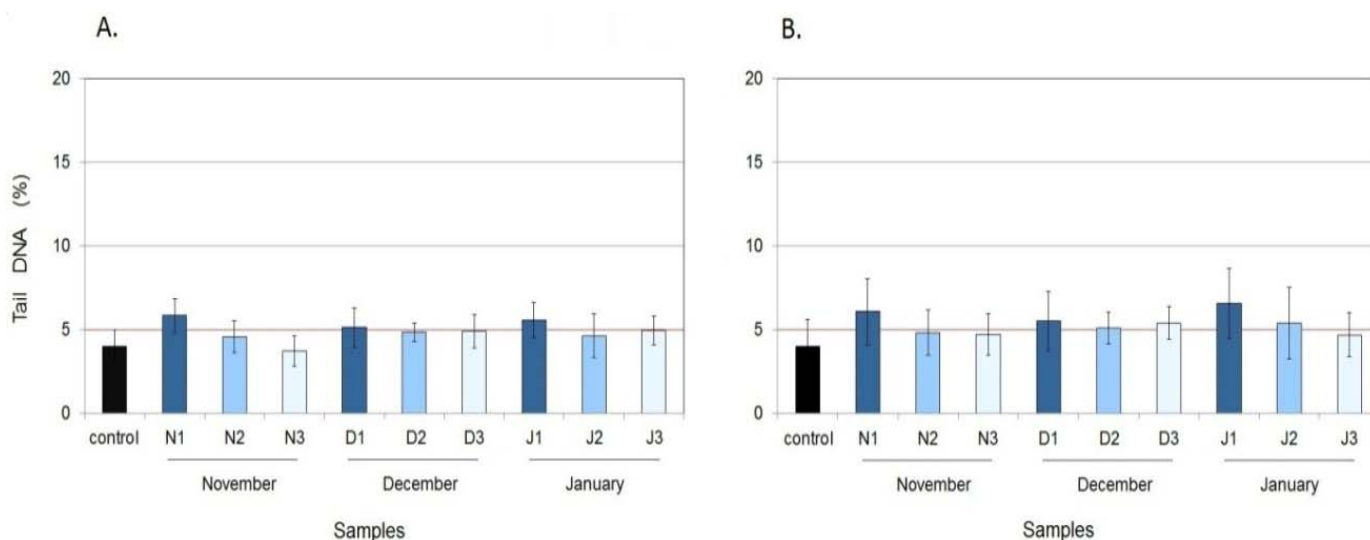 A.
Tail DNA (%)
20
15
10
5
0
control N1 N2 N3 D1 D2 D3 J1 J2 J3
November December January
Samples
B.
20
15
10
5
0
control N1 N2 N3 D1 D2 D3 J1 J2 J3
November December January
Samples